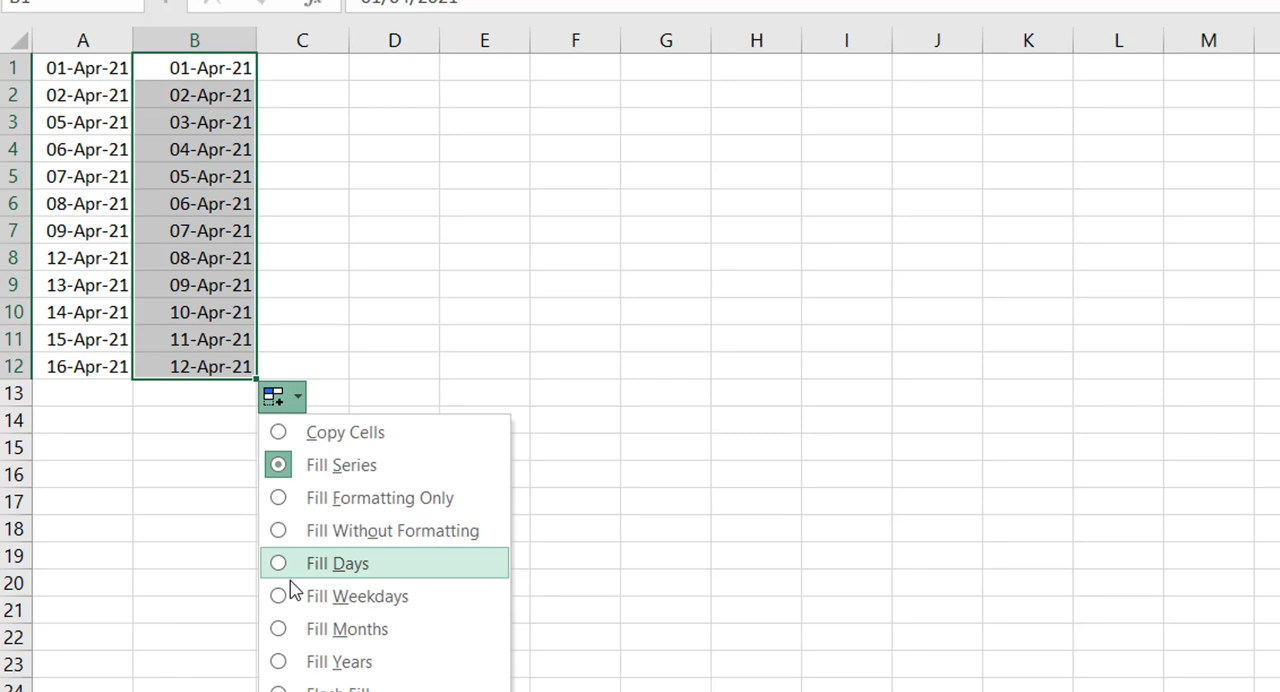 A B C D E F G H I J K L M
1 01-Apr-21 01-Apr-21
2 02-Apr-21 02-Apr-21
3 05-Apr-21 03-Apr-21
4 06-Apr-21 04-Apr-21
5 07-Apr-21 05-Apr-21
6 08-Apr-21 06-Apr-21
7 09-Apr-21 07-Apr-21
8 12-Apr-21 08-Apr-21
9 13-Apr-21 09-Apr-21
10 14-Apr-21 10-Apr-21
11 15-Apr-21 11-Apr-21
12 16-Apr-21 12-Apr-21
13
14
Copy Cells
15
Fill Series
16
17
Fill Formatting Only
18
Fill Without Formatting
19
Fill Days
20
Fill Weekdays
21
22
Fill Months
23
Fill Years